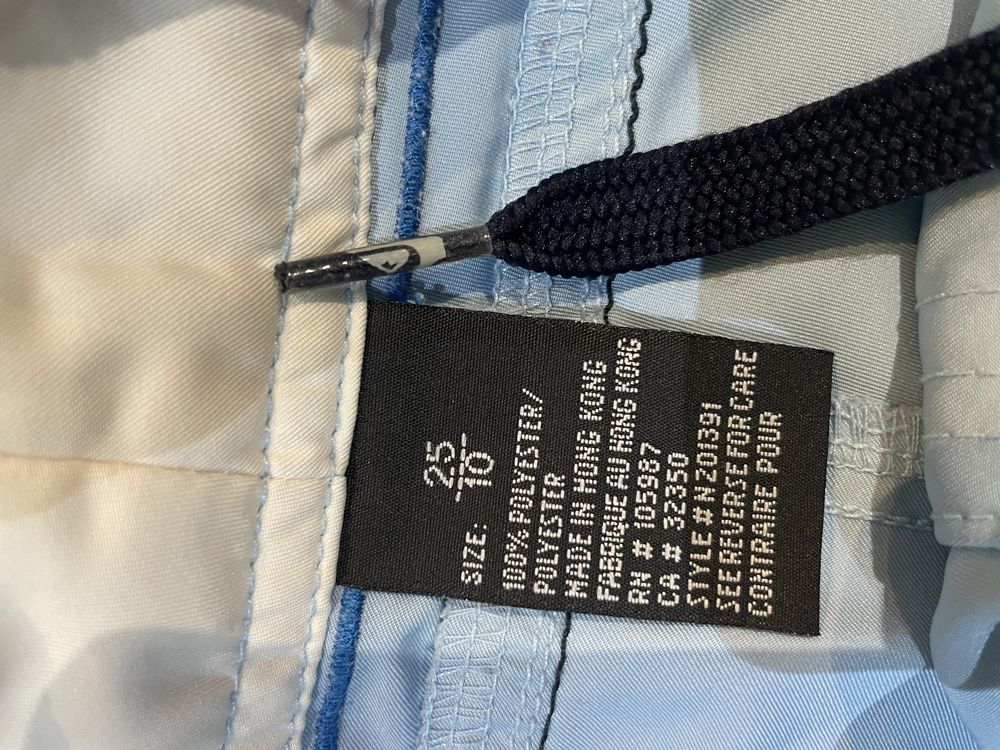 SIZE: 25/10
100% POLYESTER/
POLYESTER
MADE IN HONG KONG
FABRIQUE AU HONG KONG
RN # 105987
CA # 32350
STYLE # NZ0391
SEE REVERSE FOR CARE
CONTRAIRE POUR